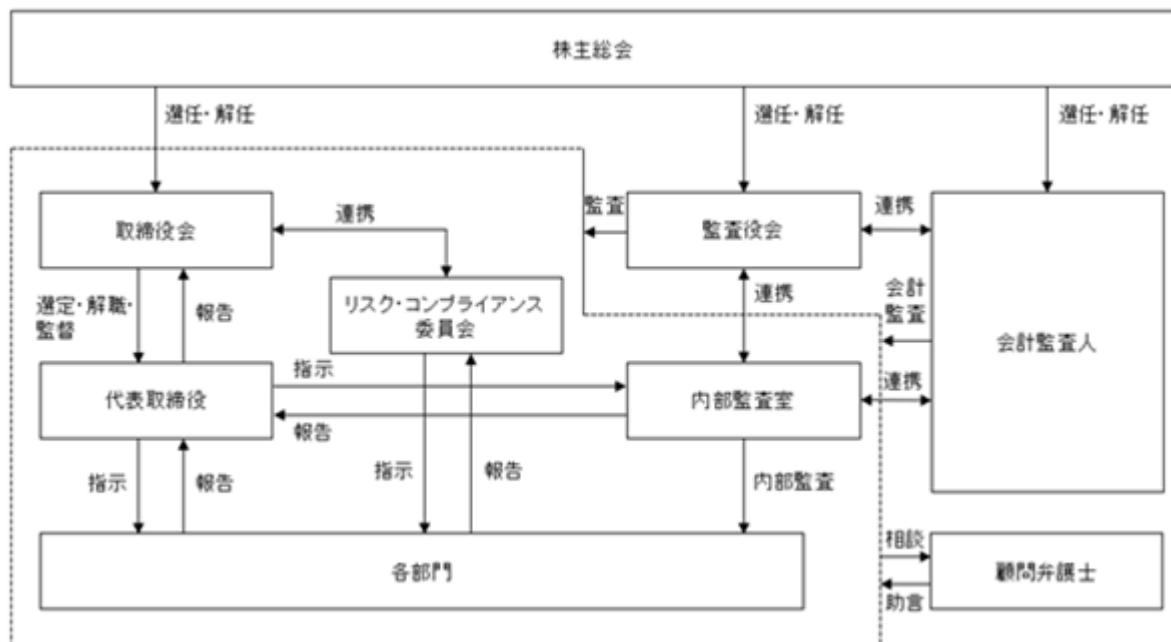 株主総会
選任・解任
選任・解任
選任・解任
取締役会
連携
監査
監査役会
連携
選定・解職・
監督
報告
リスク・コンプライアンス
委員会
連携
会計
監査
会計監査人
代表取締役
指示
報告
内部監査室
連携
指示
報告
指示
報告
内部監査
各部門
相談
助言
顧問弁護士